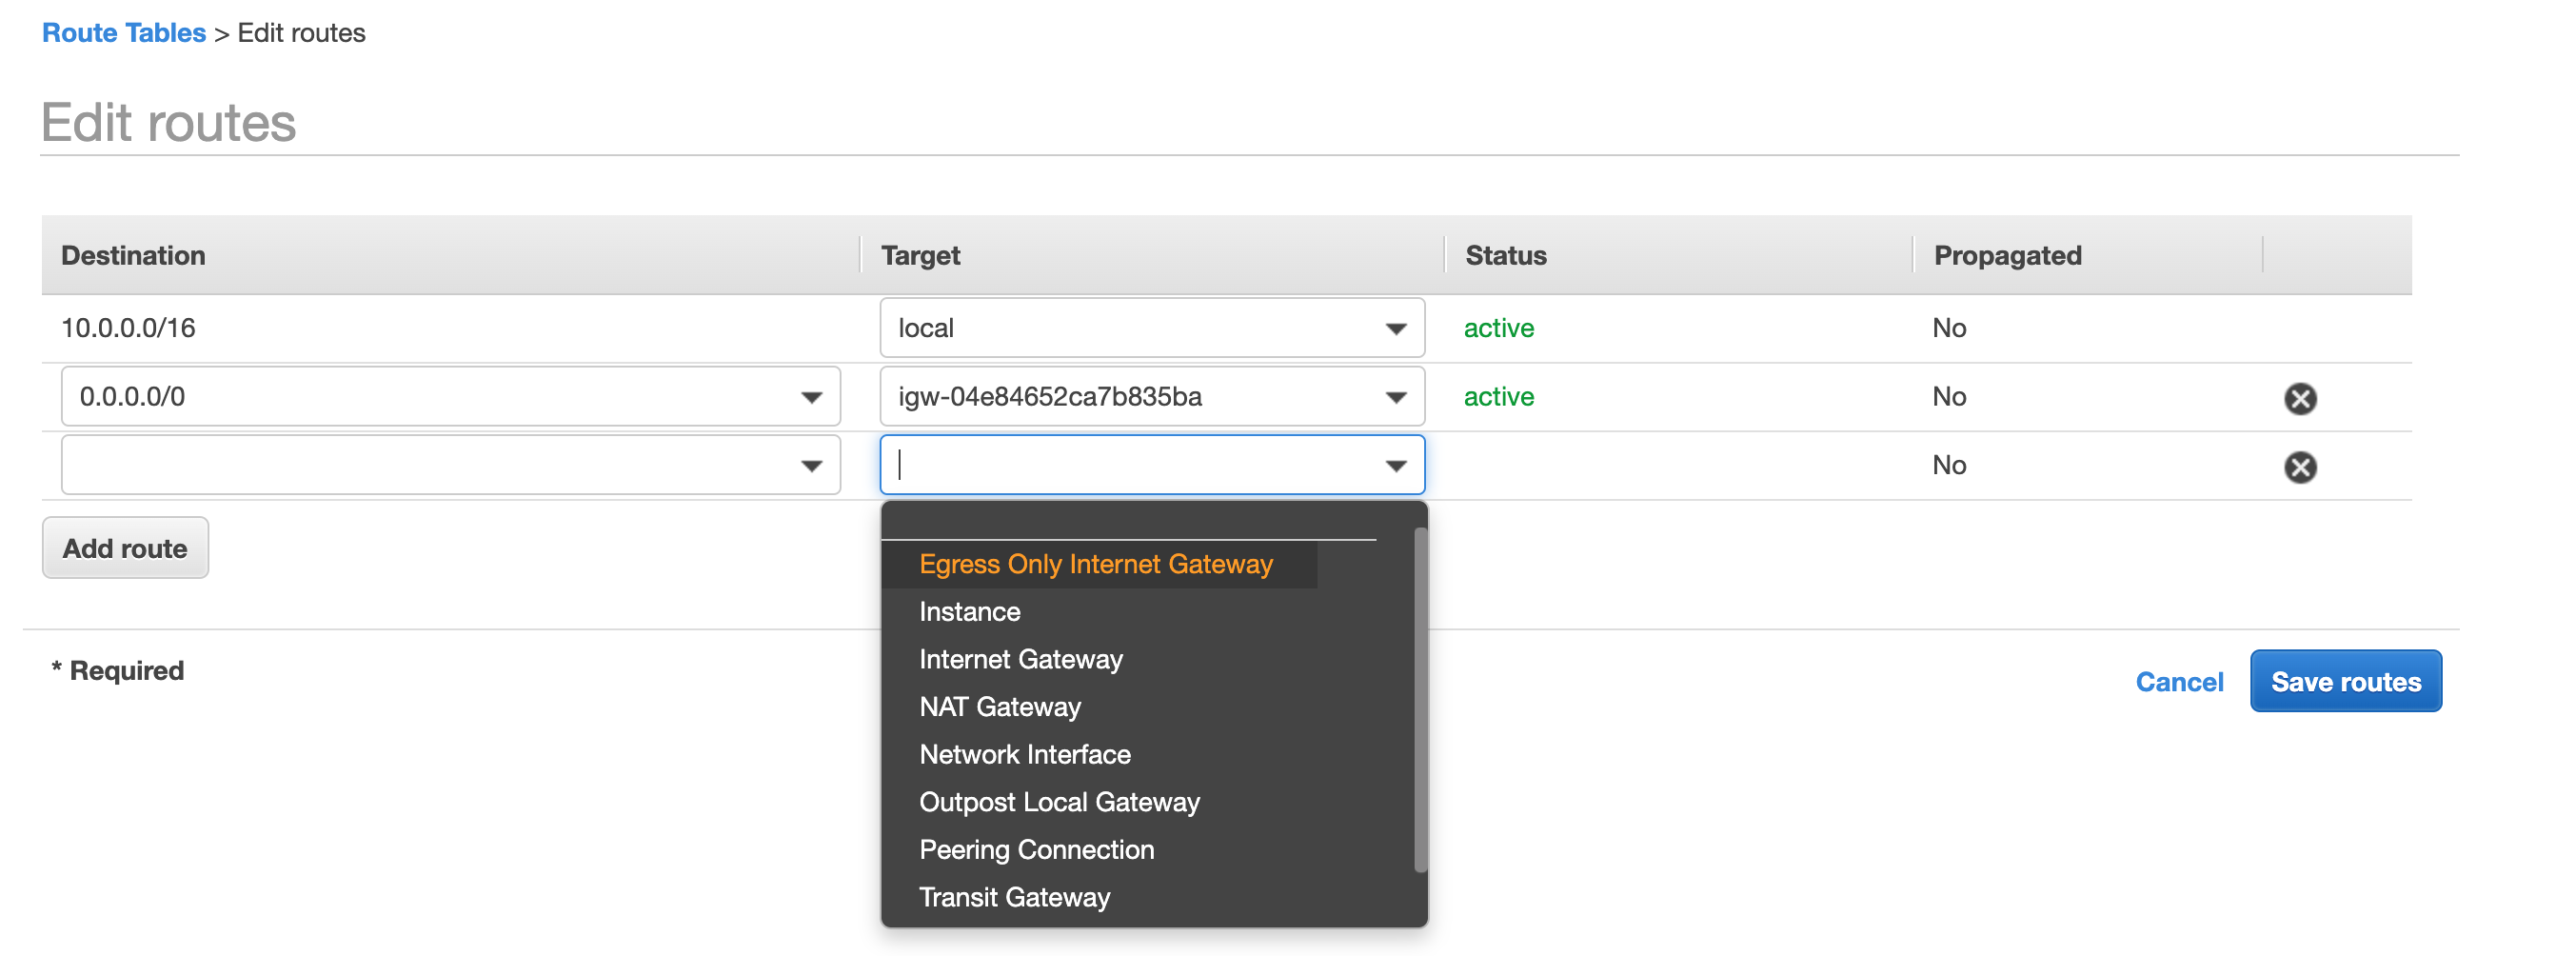 Route Tables > Edit routes
Edit routes
Destination Target Status Propagated
10.0.0.0/16 local active No
0.0.0.0/0 igw-04e84652ca7b835ba active No
No
Add route
Egress Only Internet Gateway
Instance
Internet Gateway
NAT Gateway
Network Interface
Outpost Local Gateway
Peering Connection
Transit Gateway
* Required
Cancel Save routes